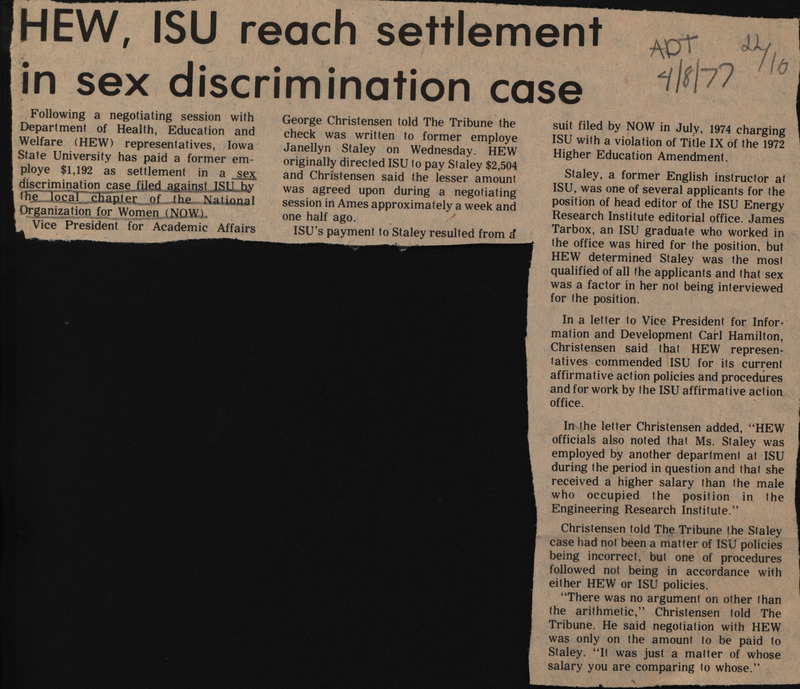 HEW, ISU reach settlement
in sex discrimination case
ADT
4/8/77
22/10
Following a negotiating session with
Department of Health, Education and
Welfare (HEW) representatives, Iowa
State University has paid a former em-
ploye $1,192 as settlement in a sex
discrimination case filed against ISU by
the local chapter of the National
Organization for Women (NOW).
Vice President for Academic Affairs
George Christensen told The Tribune the
check was written to former employe
Janellyn Staley on Wednesday. HEW
originally directed ISU to pay Staley $2,504
and Christensen said the lesser amount
was agreed upon during a negotiating
session in Ames approximately a week and
one half ago.
ISU's payment to Staley resulted from a
suit filed by NOW in July, 1974 charging
ISU with a violation of Title IX of the 1972
Higher Education Amendment.
Staley, a former English instructor at
ISU, was one of several applicants for the
position of head editor of the ISU Energy
Research Institute editorial office. James
Tarbox, an ISU graduate who worked in
the office was hired for the position, but
HEW determined Staley was the most
qualified of all the applicants and that sex
was a factor in her not being interviewed
for the position.
In a letter to Vice President for Infor-
mation and Development Carl Hamilton,
Christensen said that HEW represen-
tatives commended ISU for its current
affirmative action policies and procedures
and for work by the ISU affirmative action
office.
In the letter Christensen added, "HEW
officials also noted that Ms. Staley was
employed by another department at ISU
during the period in question and that she
received a higher salary than the male
who occupied the position in the
Engineering Research Institute."
Christensen told The Tribune the Staley
case had not been a matter of ISU policies
being incorrect, but one of procedures
followed not being in accordance with
either HEW or ISU policies.
"There was no argument on other than
the arithmetic," Christensen told The
Tribune. He said negotiation with HEW
was only on the amount to be paid to
Staley. "It was just a matter of whose
salary you are comparing to whose."